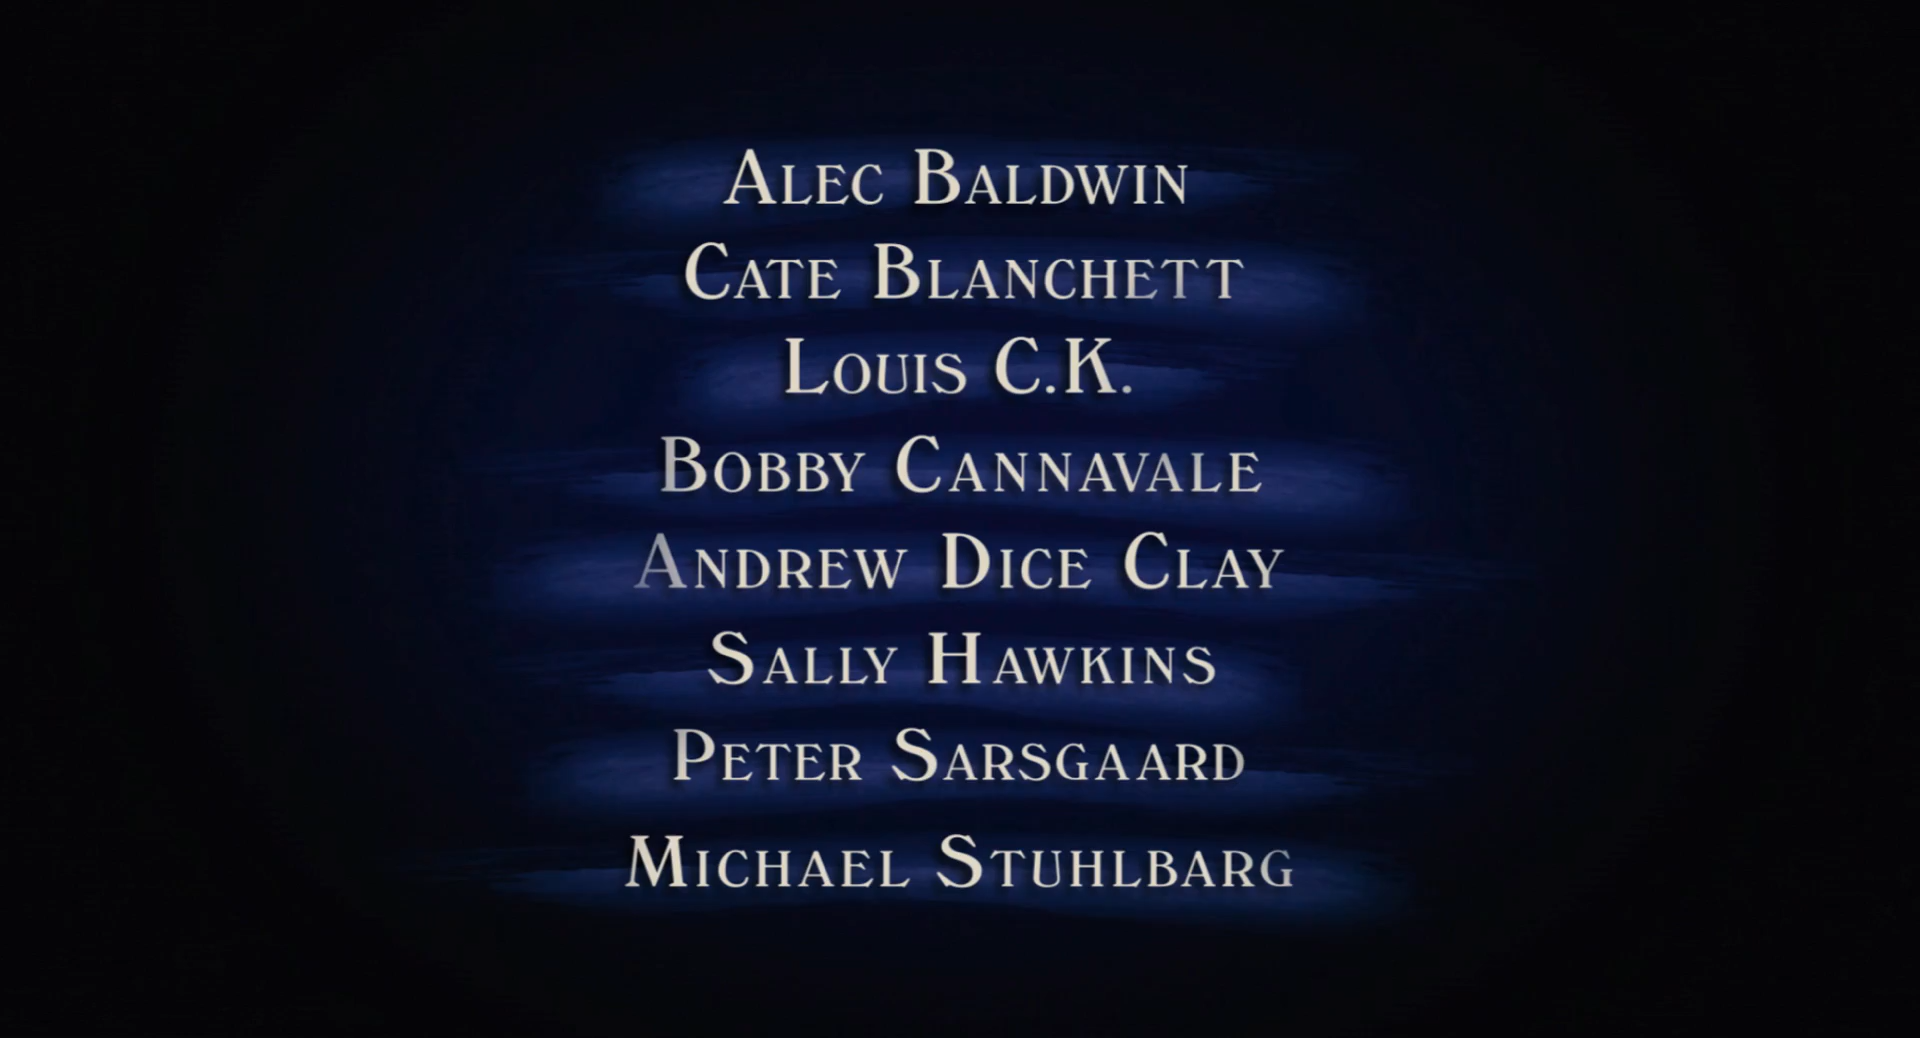 Alec Baldwin
Cate Blanchett
Louis C.K.
Bobby Cannavale
Andrew Dice Clay
Sally Hawkins
Peter Sarsgaard
Michael Stuhlbarg